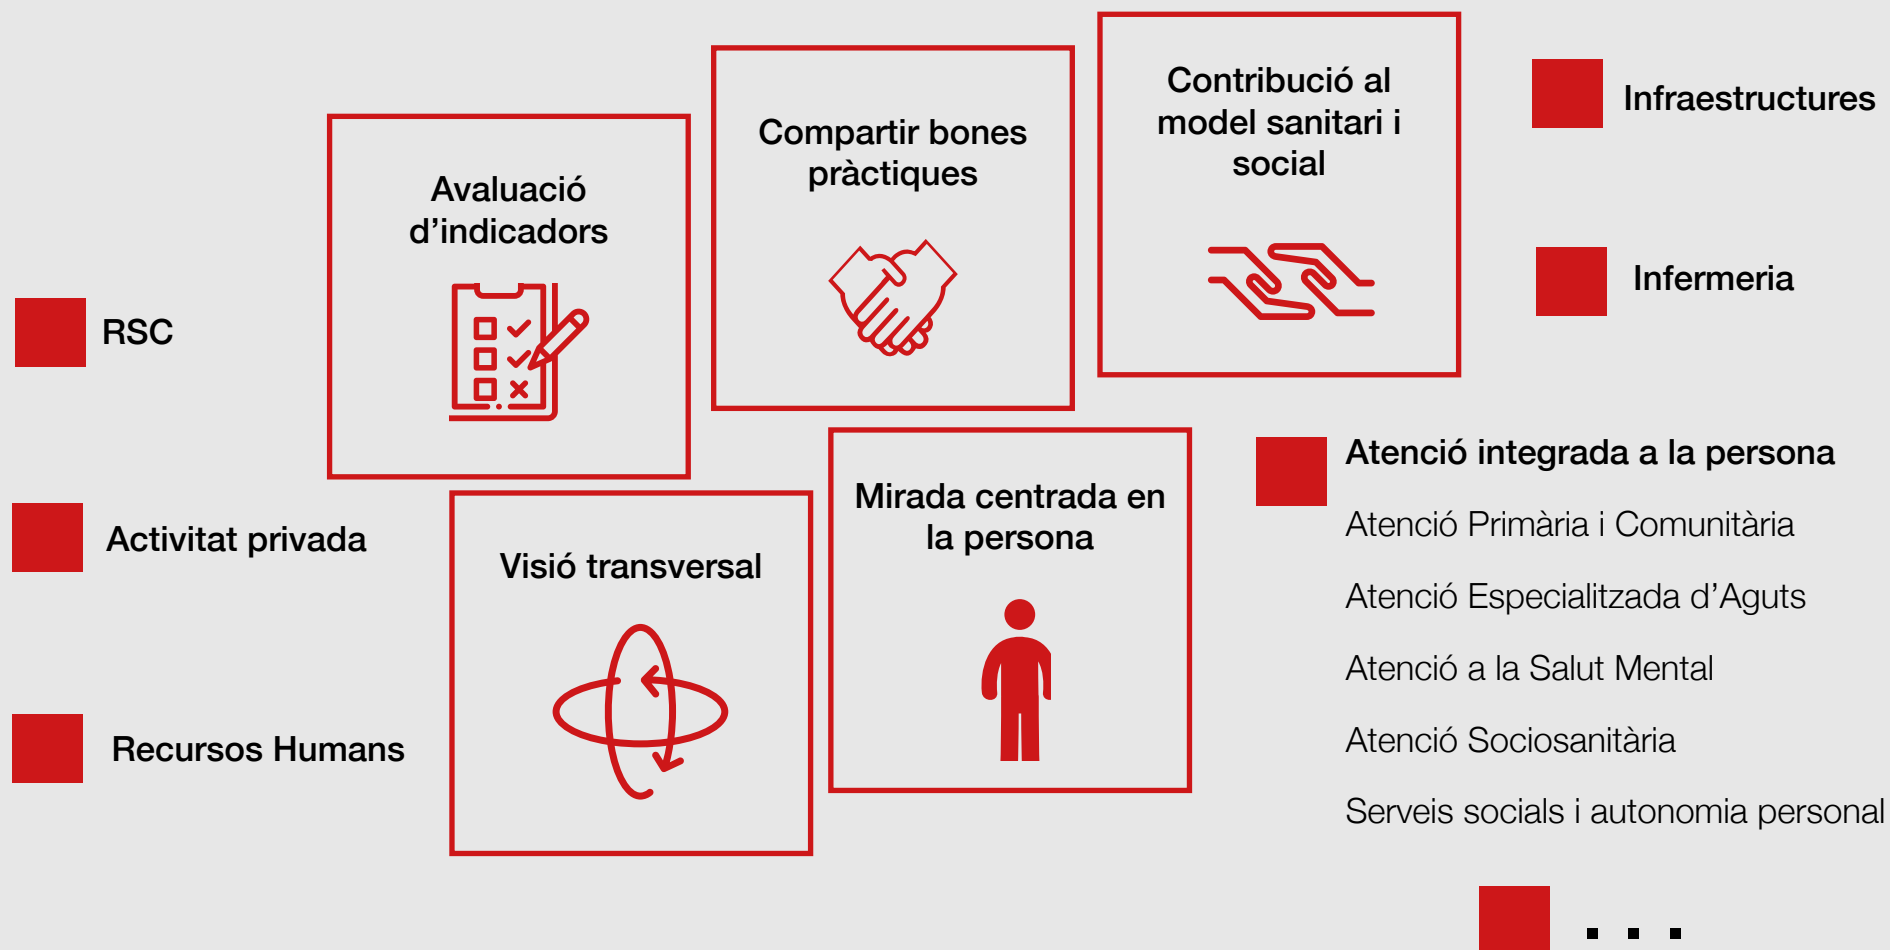 Avaluació
d’indicadors
Compartir bones
pràctiques
Contribució al
model sanitari i
social
Visió transversal
Mirada centrada en
la persona
RSC
Activitat privada
Recursos Humans
Infraestructures
Infermeria
Atenció integrada a la persona
Atenció Primària i Comunitària
Atenció Especialitzada d’Aguts
Atenció a la Salut Mental
Atenció Sociosanitària
Serveis socials i autonomia personal
. . .